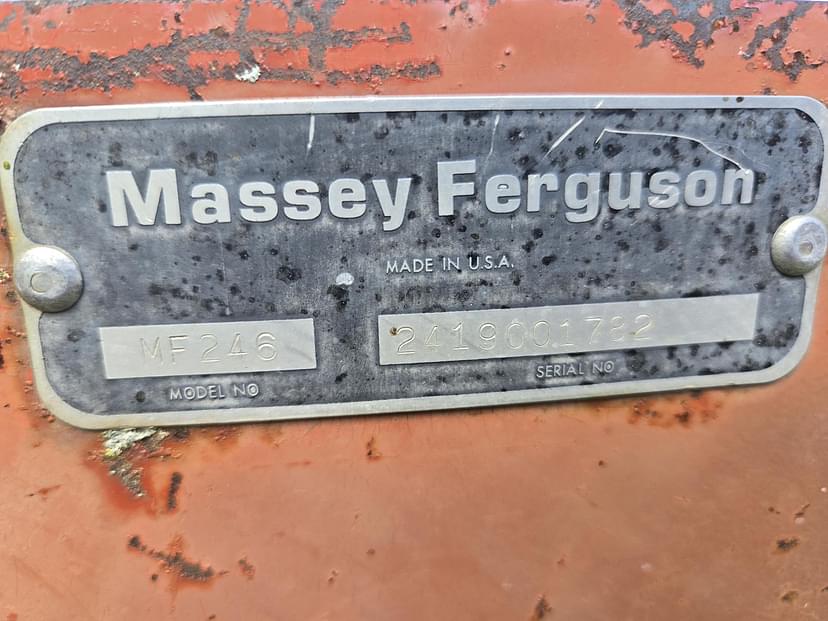 Massey Ferguson
MADE IN U.S.A.
MF246 2419001782
MODEL NO SERIAL NO